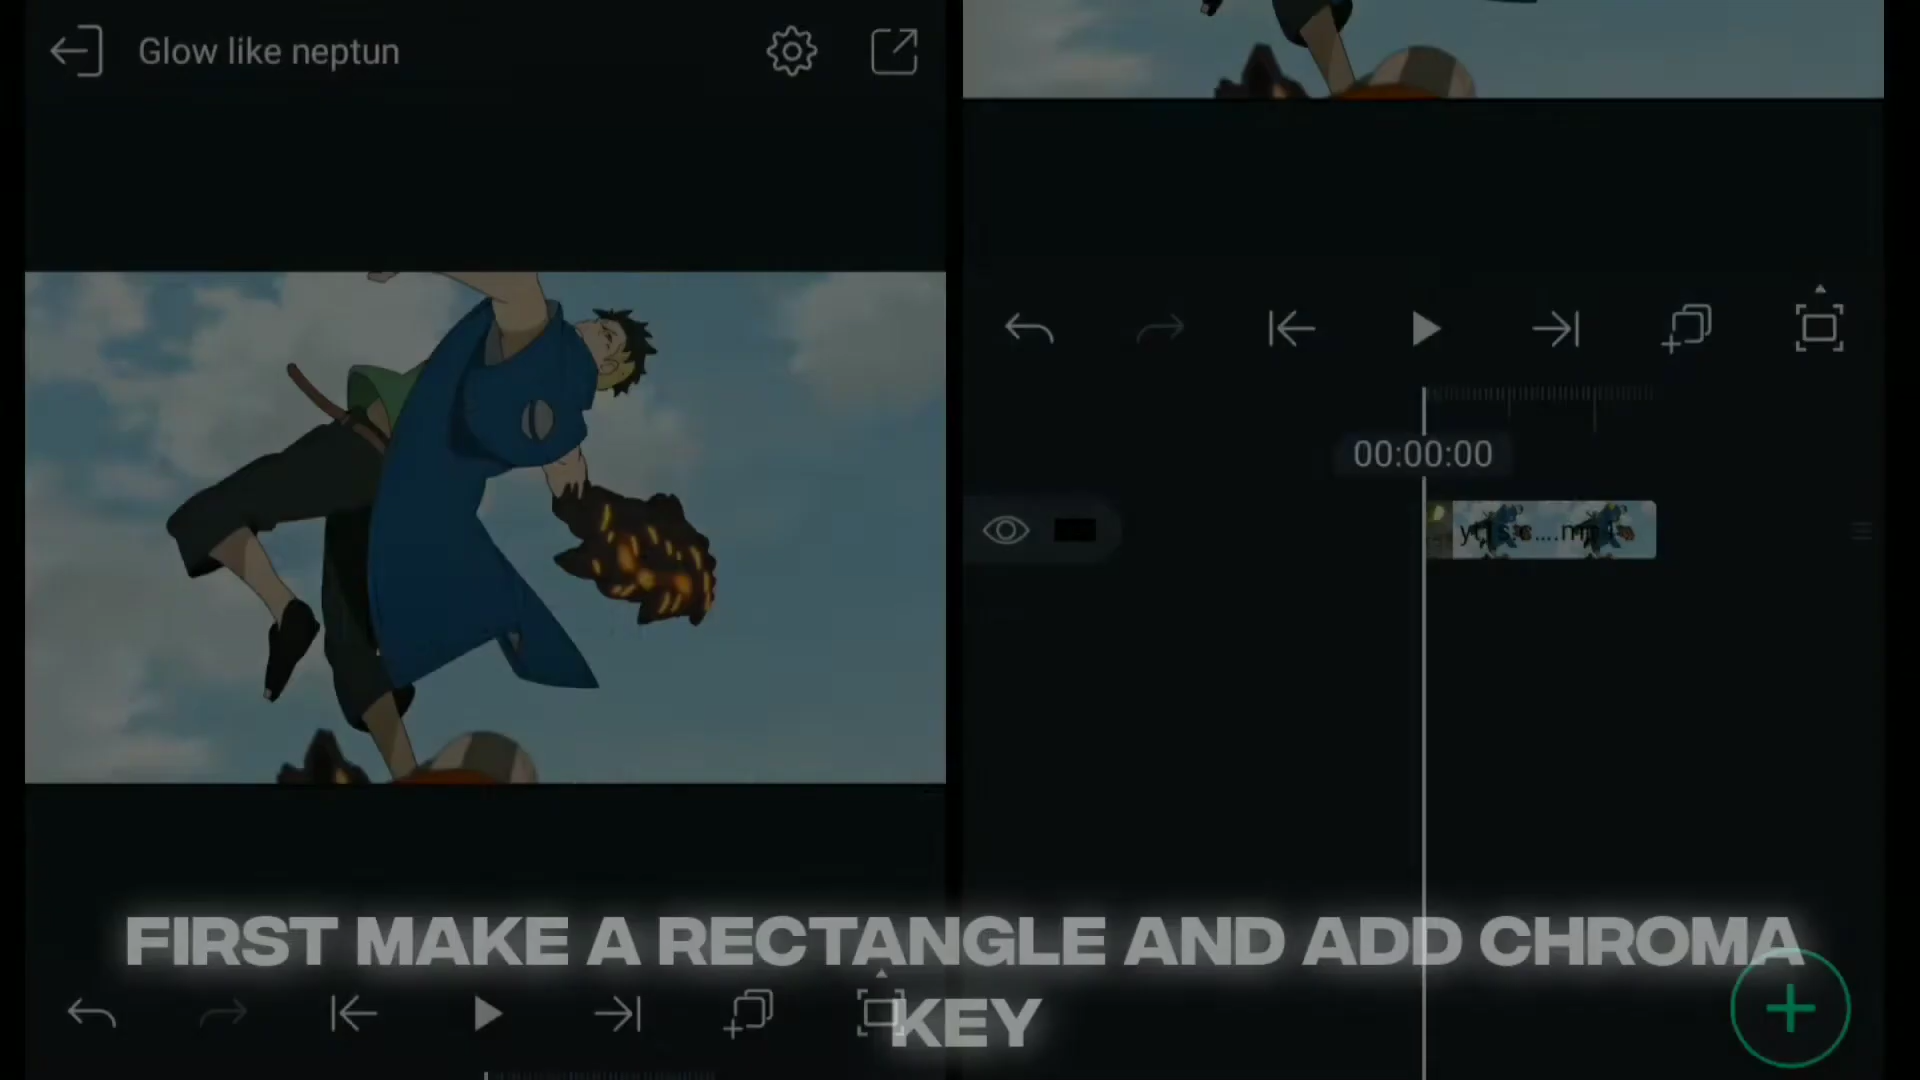 Glow like neptun
00:00:00
FIRST MAKE A RECTANGLE AND ADD CHROMA
KEY